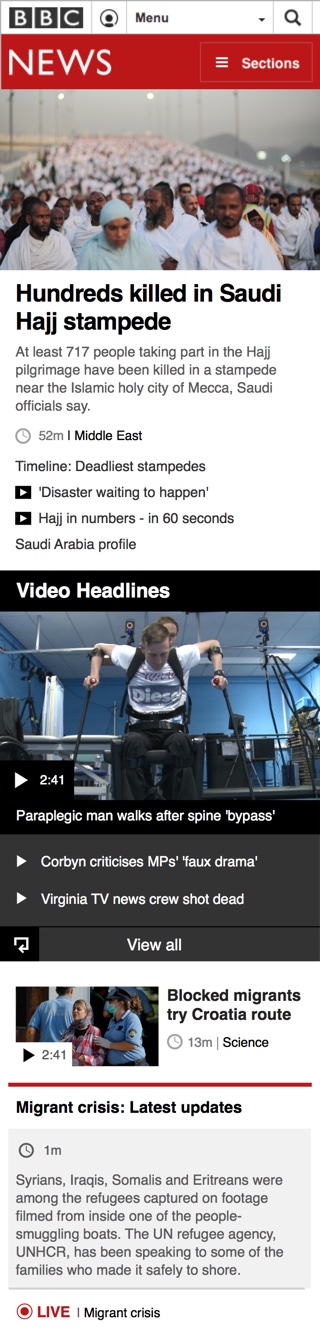 BBC
Menu
NEWS
Sections
Hundreds killed in Saudi
Hajj stampede
At least 717 people taking part in the Hajj
pilgrimage have been killed in a stampede
near the Islamic holy city of Mecca, Saudi
officials say.
52m | Middle East
Timeline: Deadliest stampedes
'Disaster waiting to happen'
Hajj in numbers - in 60 seconds
Saudi Arabia profile
Video Headlines
Diesel
2:41
Paraplegic man walks after spine 'bypass'
Corbyn criticises MPs' 'faux drama'
Virginia TV news crew shot dead
View all
Blocked migrants
try Croatia route
13m | Science
2:41
Migrant crisis: Latest updates
1m
Syrians, Iraqis, Somalis and Eritreans were
among the refugees captured on footage
filmed from inside one of the people-
smuggling boats. The UN refugee agency,
UNHCR, has been speaking to some of the
families who made it safely to shore.
LIVE | Migrant crisis